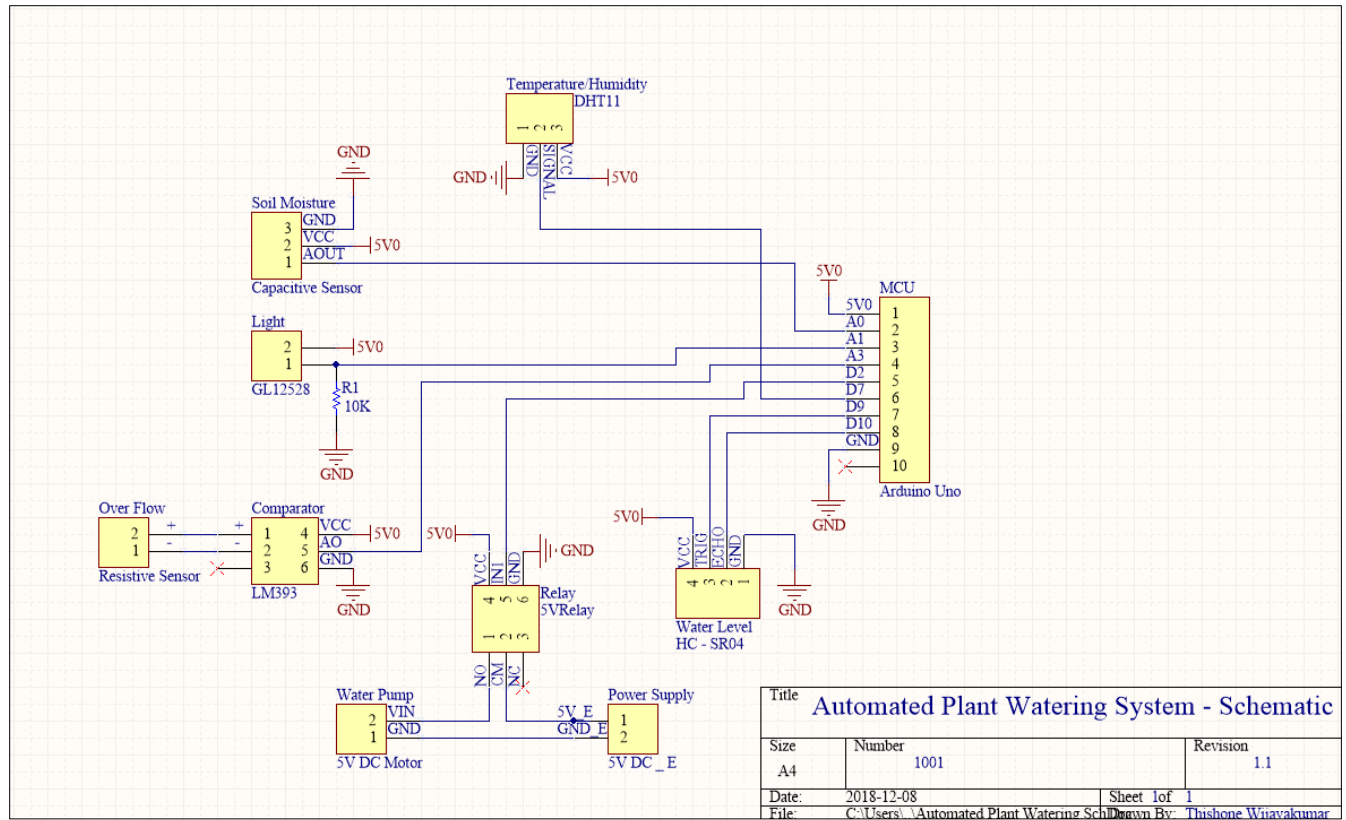 Temperature/Humidity
DHT11
1 2 3
GND SIGNAL VCC
GND
5V0
GND
Soil Moisture
3 GND
2 VCC
1 AOUT
5V0
Capacitive Sensor
Light
2
1
5V0
GL12528
R1
10K
GND
5V0
MCU
5V0 1
A0 2
A1 3
A3 4
D2 5
D7 6
D9 7
D10 8
GND 9
10
Arduino Uno
GND
Over Flow
2 +
1 -
Resistive Sensor
Comparator
+ 1 4 VCC
- 2 5 AO
3 6 GND
5V0
LM393
GND
5V0
GND
VCC IN1 GND
4 5 6
1 2 3
NO CM NC
Relay
5VRelay
5V0
VCC TRIG ECHO GND
4 3 2 1
GND
Water Level
HC - SR04
Water Pump
2 VIN
1 GND
5V DC Motor
Power Supply
5V_E 1
GND_E 2
5V DC _ E
Title
Automated Plant Watering System - Schematic
Size Number Revision
A4 1001 1.1
Date: 2018-12-08 Sheet 1of 1
File: C:\Users\..\Automated Plant Watering Drawn By: Thishone Wijayakumar